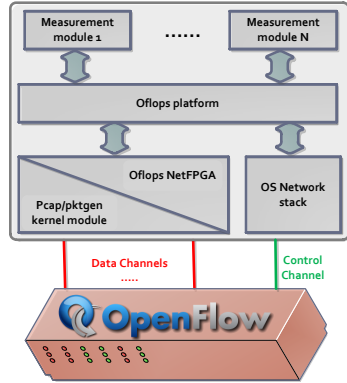 Measurement
module 1
......
Measurement
module N
Oflops platform
Oflops NetFPGA
Pcap/pktgen
kernel module
OS Network
stack
Data Channels
.....
Control
Channel
OpenFlow